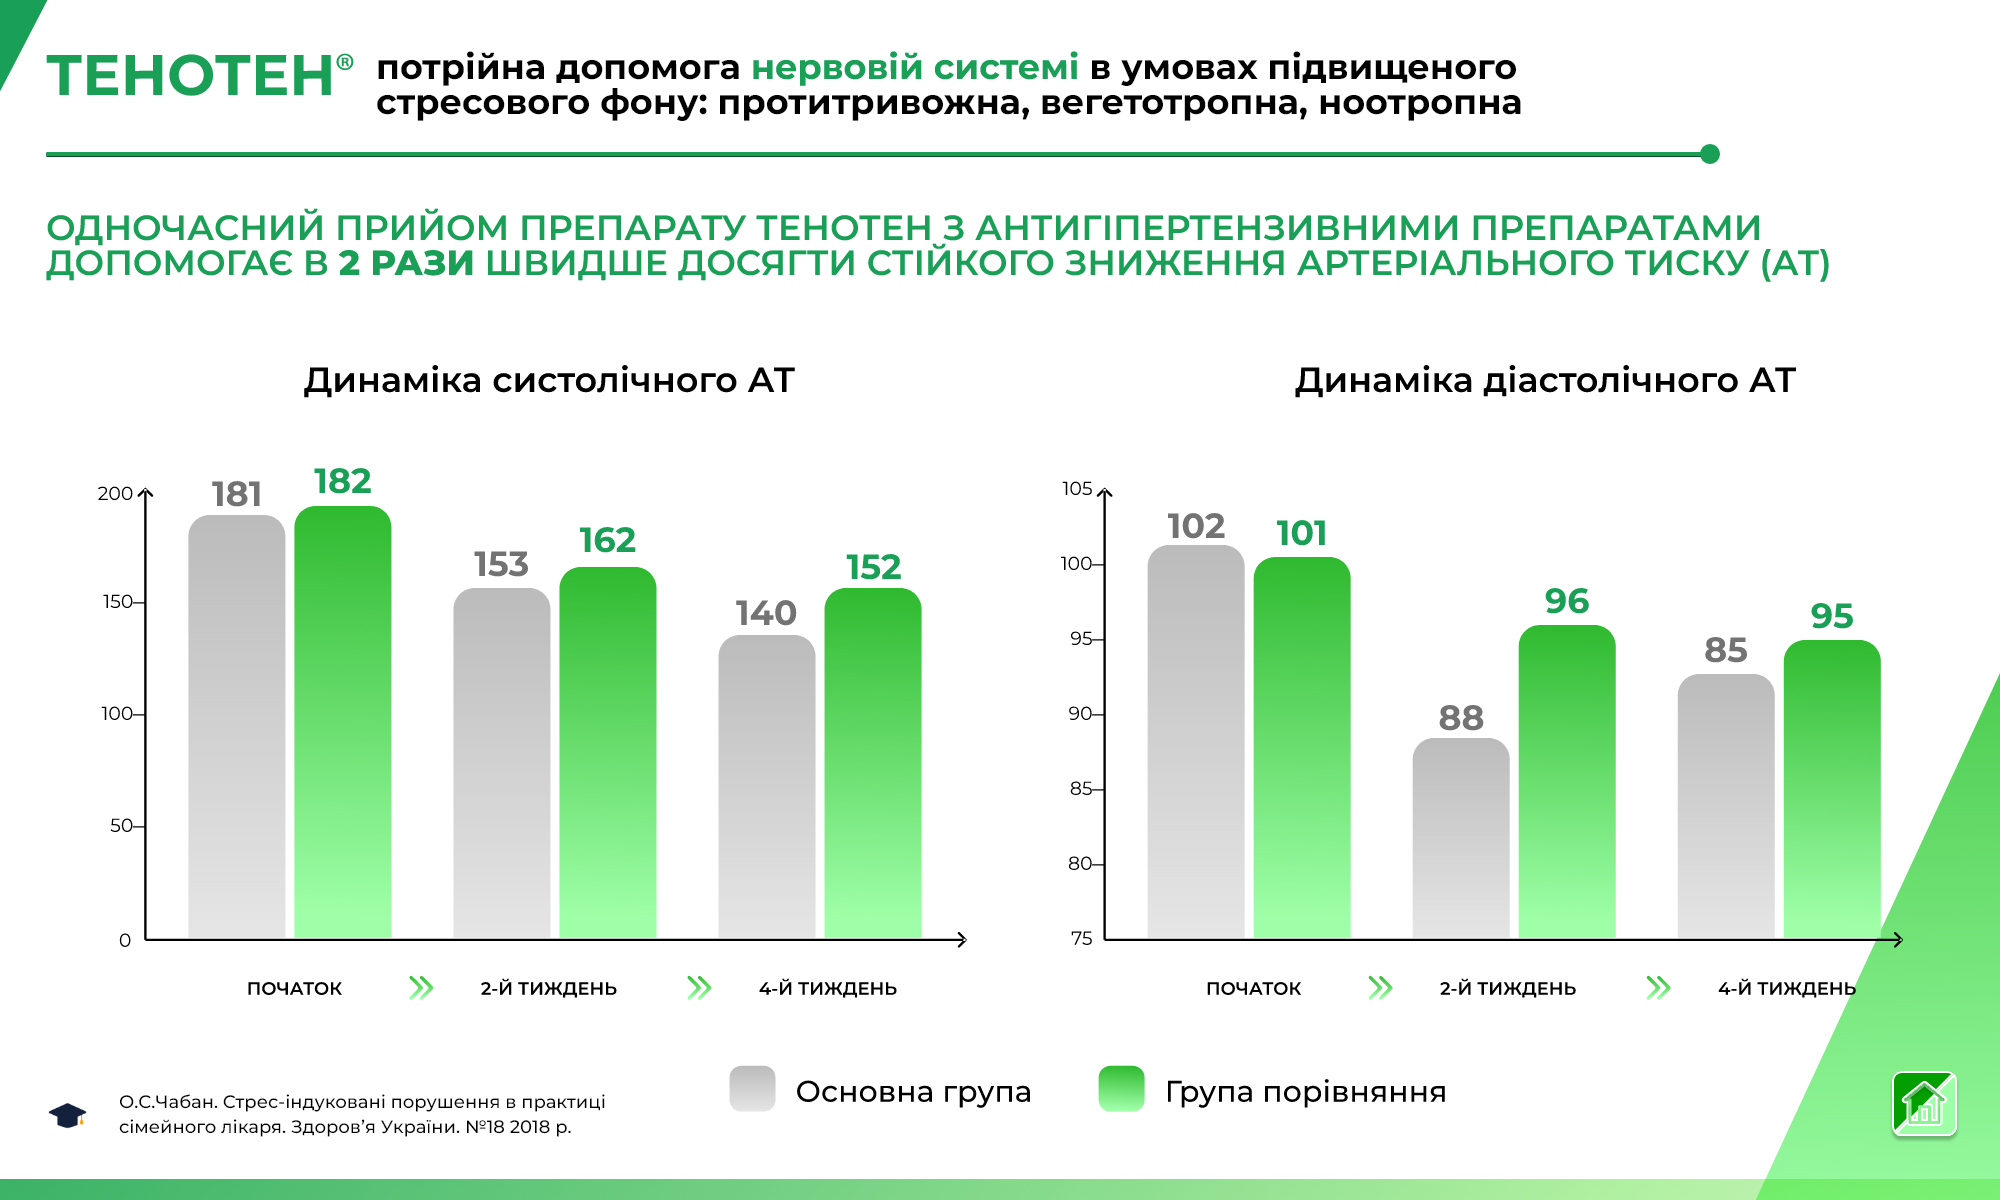 ТЕНОТЕН®
потрійна допомога нервовій системі в умовах підвищеного
стресового фону: протитривожна, вегетотропна, ноотропна
ОДНОЧАСНИЙ ПРИЙОМ ПРЕПАРАТУ ТЕНОТЕН З АНТИГІПЕРТЕНЗИВНИМИ ПРЕПАРАТАМИ
ДОПОМОГАЄ В 2 РАЗИ ШВИДШЕ ДОСЯГТИ СТІЙКОГО ЗНИЖЕННЯ АРТЕРІАЛЬНОГО ТИСКУ (АТ)
Динаміка систолічного АТ
200
150
100
50
0
181
182
153
162
140
152
ПОЧАТОК
2-Й ТИЖДЕНЬ
4-Й ТИЖДЕНЬ
Динаміка діастолічного АТ
105
100
95
90
85
80
75
102
101
88
96
85
95
ПОЧАТОК
2-Й ТИЖДЕНЬ
4-Й ТИЖДЕНЬ
Основна група
Група порівняння
О.С.Чабан. Стрес-індуковані порушення в практиці
сімейного лікаря. Здоров’я України. №18 2018 р.